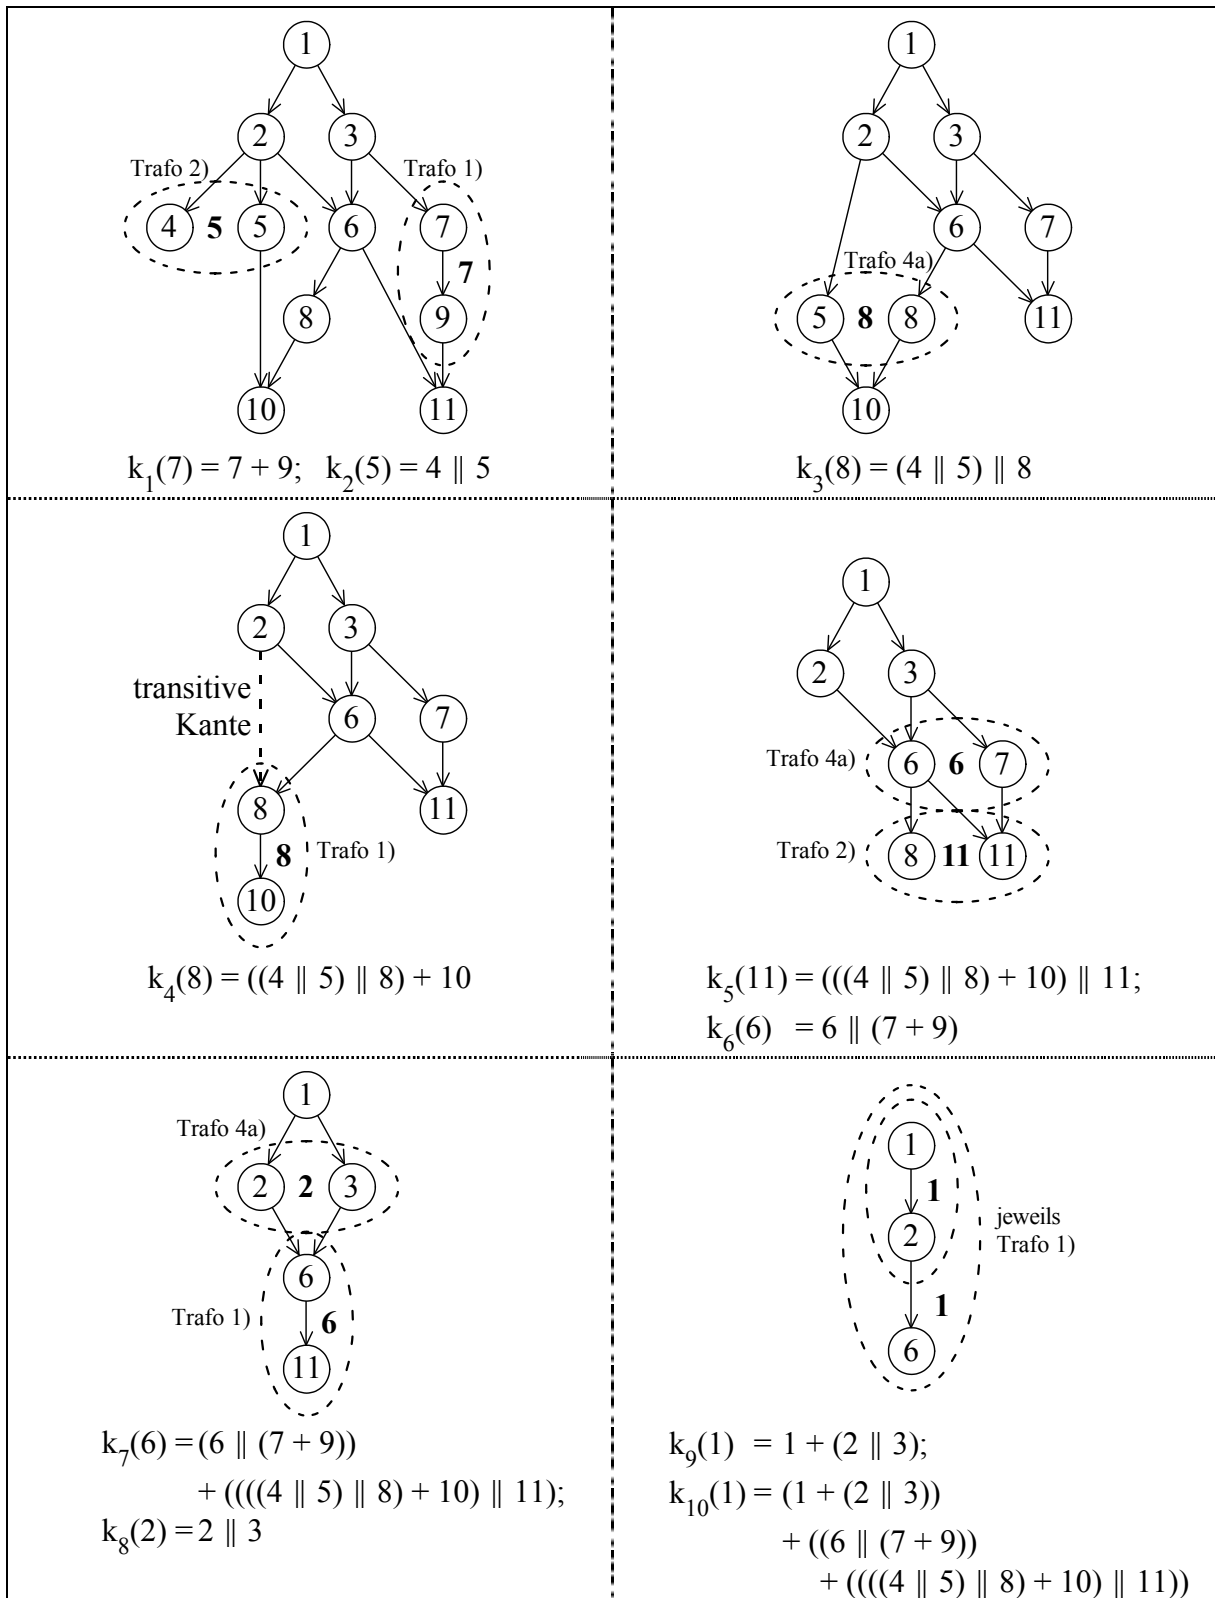 1
2 3
Trafo 2) Trafo 1)
4 5 5 6 7
7
8 9
10 11
k1(7) = 7 + 9; k2(5) = 4 || 5
1
2 3
6 7
Trafo 4a)
5 8 8 11
10
k3(8) = (4 || 5) || 8
1
2 3
transitive
Kante
6 7
8 11
8 Trafo 1)
10
k4(8) = ((4 || 5) || 8) + 10
1
2 3
Trafo 4a) 6 6 7
Trafo 2) 8 11 11
k5(11) = (((4 || 5) || 8) + 10) || 11;
k6(6) = 6 || (7 + 9)
1
Trafo 4a)
2 2 3
6
Trafo 1) 6
11
k7(6) = (6 || (7 + 9))
+ ((((4 || 5) || 8) + 10) || 11);
k8(2) = 2 || 3
1
1
2
jeweils
Trafo 1)
1
6
k9(1) = 1 + (2 || 3);
k10(1) = (1 + (2 || 3))
+ ((6 || (7 + 9))
+ ((((4 || 5) || 8) + 10) || 11))